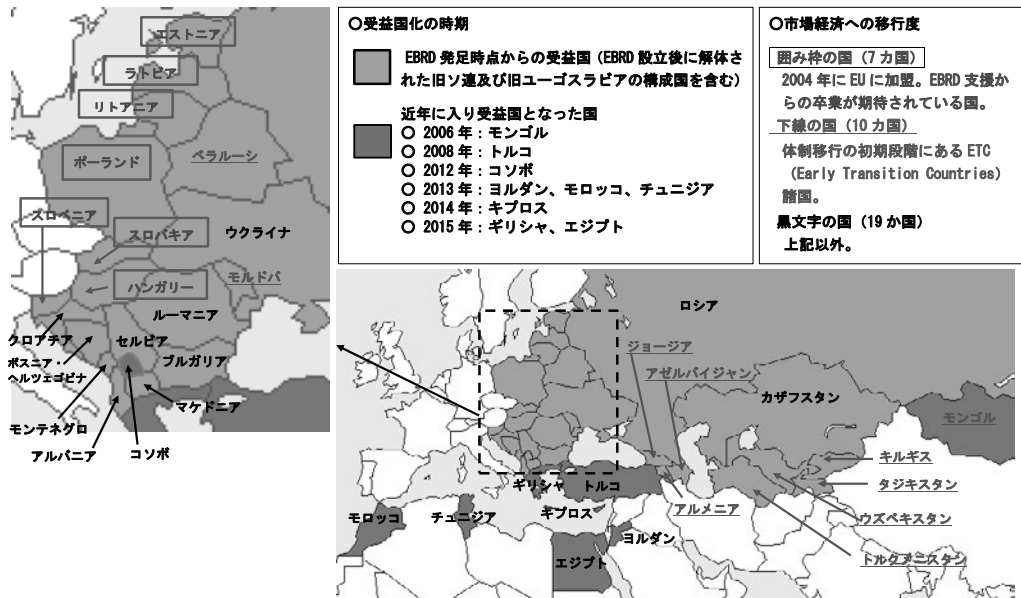 エストニア
ラトビア
リトアニア
ポーランド
ベラルーシ
スロベニア
スロバキア
ウクライナ
ハンガリー
モルドバ
ルーマニア
クロアチア
セルビア
ボスニア・
ヘルツェゴビナ
ブルガリア
マケドニア
モンテネグロ
アルバニア
コソボ
〇受益国化の時期
EBRD 発足時点からの受益国（EBRD 設立後に解体さ
れた旧ソ連及び旧ユーゴスラビアの構成国を含む）
近年に入り受益国となった国
〇 2006 年：モンゴル
〇 2008 年：トルコ
〇 2012 年：コソボ
〇 2013 年：ヨルダン、モロッコ、チュニジア
〇 2014 年：キプロス
〇 2015 年：ギリシャ、エジプト
〇市場経済への移行度
囲み枠の国（7 カ国）
2004 年に EU に加盟。EBRD 支援か
らの卒業が期待されている国。
下線の国（10 カ国）
体制移行の初期段階にある ETC
（Early Transition Countries）
諸国。
黒文字の国（19 か国）
上記以外。
ロシア
ジョージア
アゼルバイジャン
カザフスタン
モンゴル
キルギス
タジキスタン
ギリシャ
トルコ
アルメニア
ウズベキスタン
モロッコ
チュニジア
キプロス
ヨルダン
トルクメニスタン
エジプト